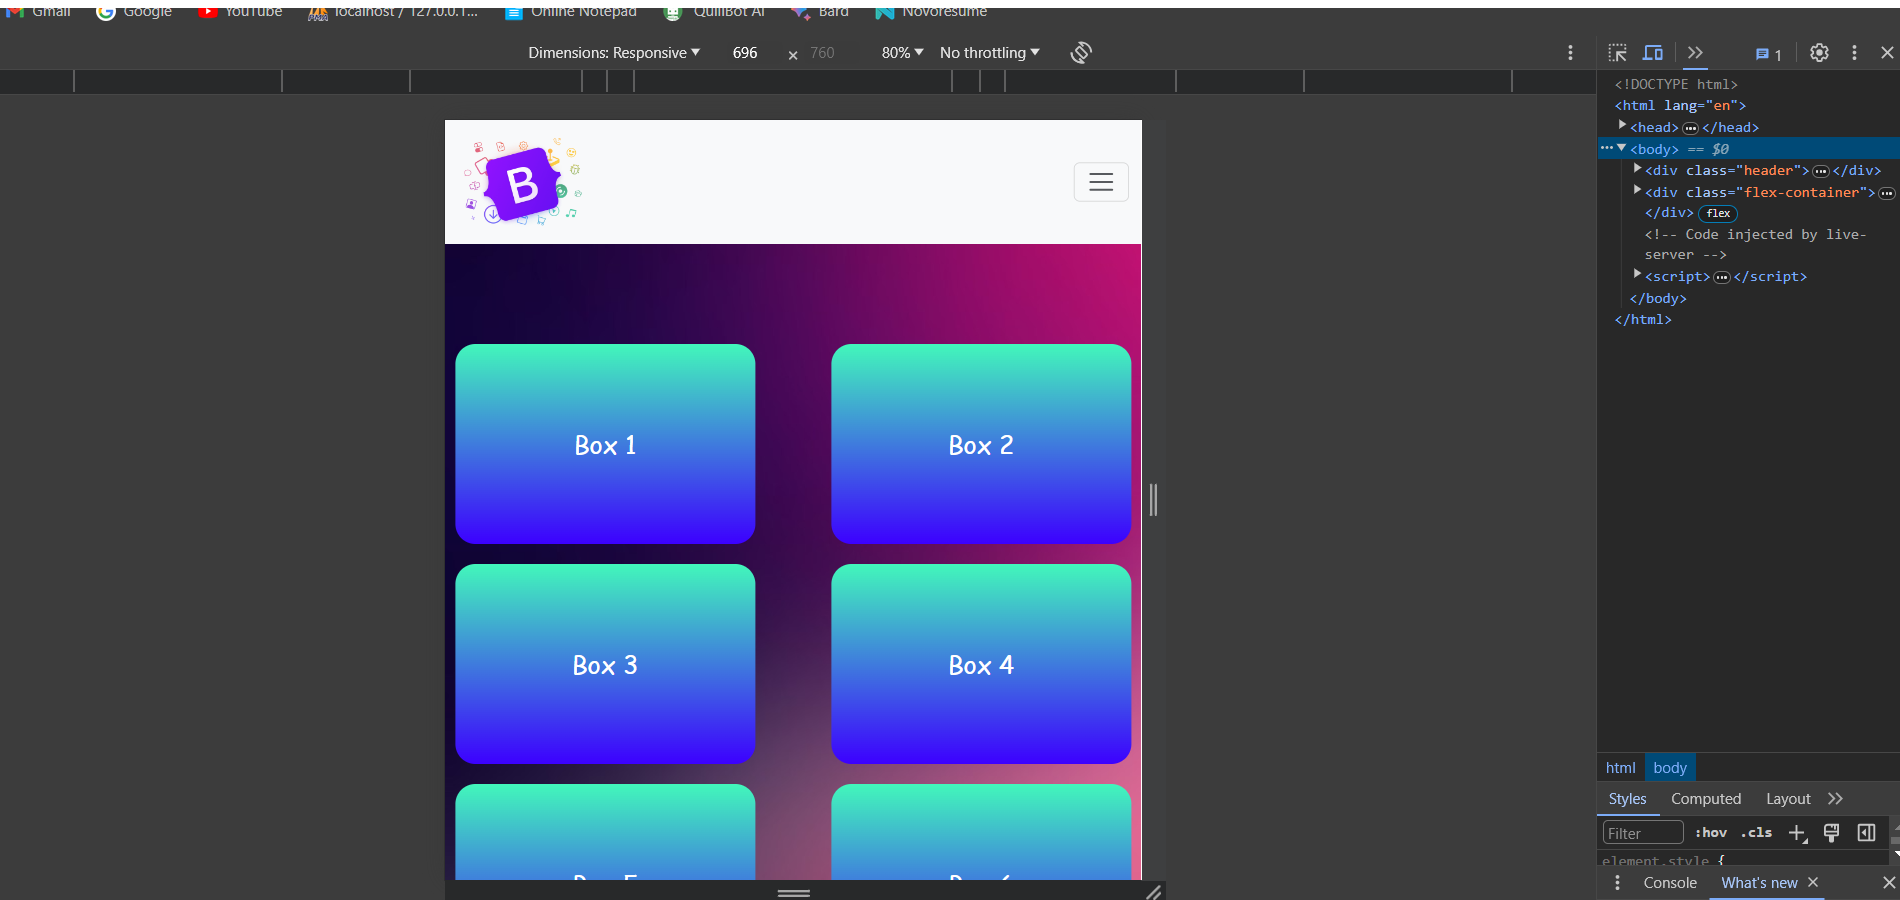 Gmail Google YouTube localhost / 127.0.0.1... Online Notepad QuillBot AI Bard Novoresume
Dimensions: Responsive 696 × 760 80% No throttling
1
<!DOCTYPE html>
<html lang="en">
<head>…</head>
<body> == $0
<div class="header">…</div>
<div class="flex-container">…
</div> flex
<!-- Code injected by live-
server -->
<script>…</script>
</body>
</html>
B
Box 1 Box 2
Box 3 Box 4
html body
Styles Computed Layout
Filter :hov .cls
element.style {
Console What's new